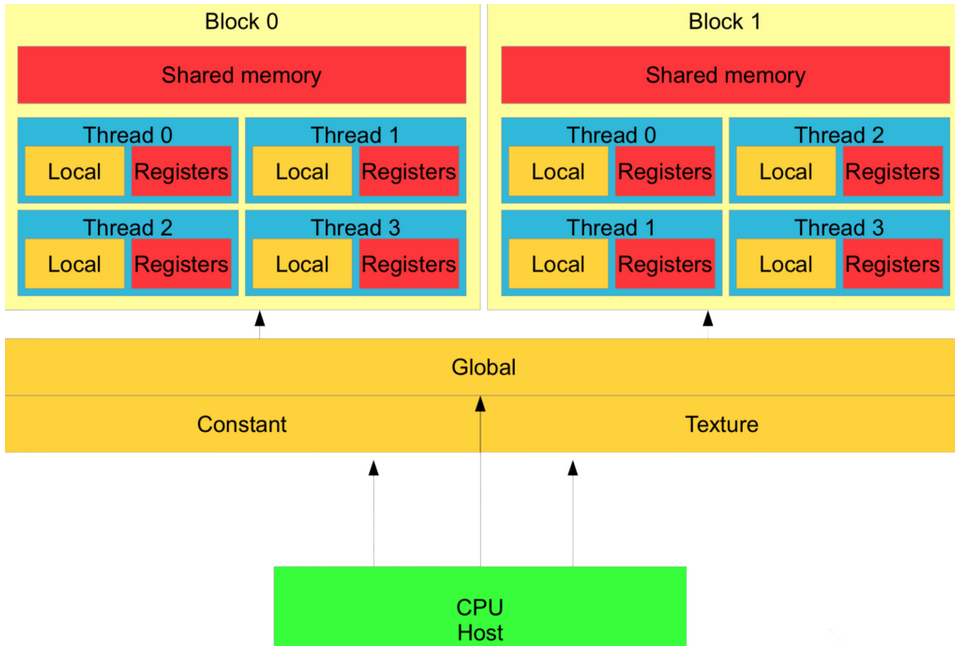 Block 0
Shared memory
Thread 0
Local
Registers
Thread 1
Local
Registers
Thread 2
Local
Registers
Thread 3
Local
Registers
Block 1
Shared memory
Thread 0
Local
Registers
Thread 2
Local
Registers
Thread 1
Local
Registers
Thread 3
Local
Registers
Global
Constant
Texture
CPU
Host